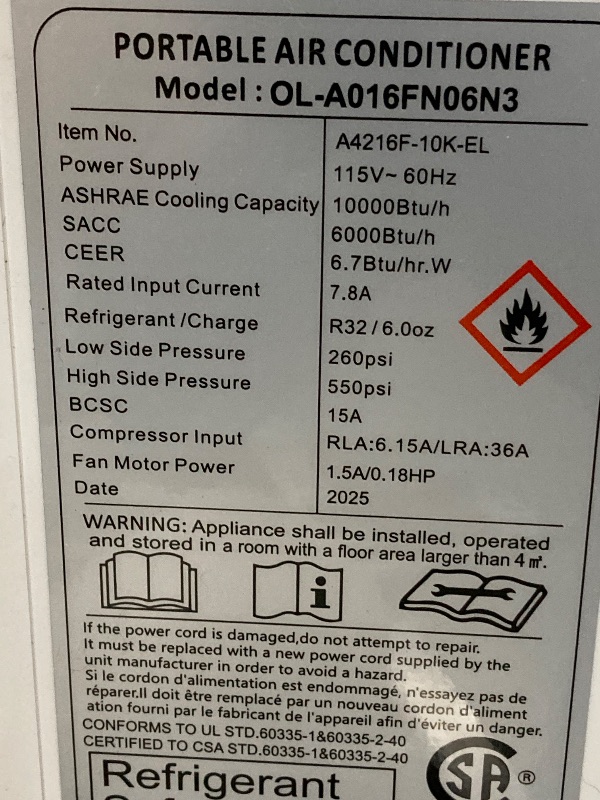 PORTABLE AIR CONDITIONER
Model : OL-A016FN06N3
Item No. A4216F-10K-EL
Power Supply 115V~ 60Hz
ASHRAE Cooling Capacity 10000Btu/h
SACC 6000Btu/h
CEER 6.7Btu/hr.W
Rated Input Current 7.8A
Refrigerant /Charge R32 / 6.0oz
Low Side Pressure 260psi
High Side Pressure 550psi
BCSC 15A
Compressor Input RLA:6.15A/LRA:36A
Fan Motor Power 1.5A/0.18HP
Date 2025
WARNING: Appliance shall be installed, operated
and stored in a room with a floor area larger than 4 ㎡.
i
If the power cord is damaged,do not attempt to repair.
It must be replaced with a new power cord supplied by the
unit manufacturer in order to avoid a hazard.
Si le cordon d'alimentation est endommagé, n'essayez pas de
réparer.Il doit être remplacé par un nouveau cordon d'aliment
ation fourni par le fabricant de l'appareil afin d'éviter un danger.
CONFORMS TO UL STD.60335-1&60335-2-40
CERTIFIED TO CSA STD.60335-1&60335-2-40
SA ®
Refrigerant